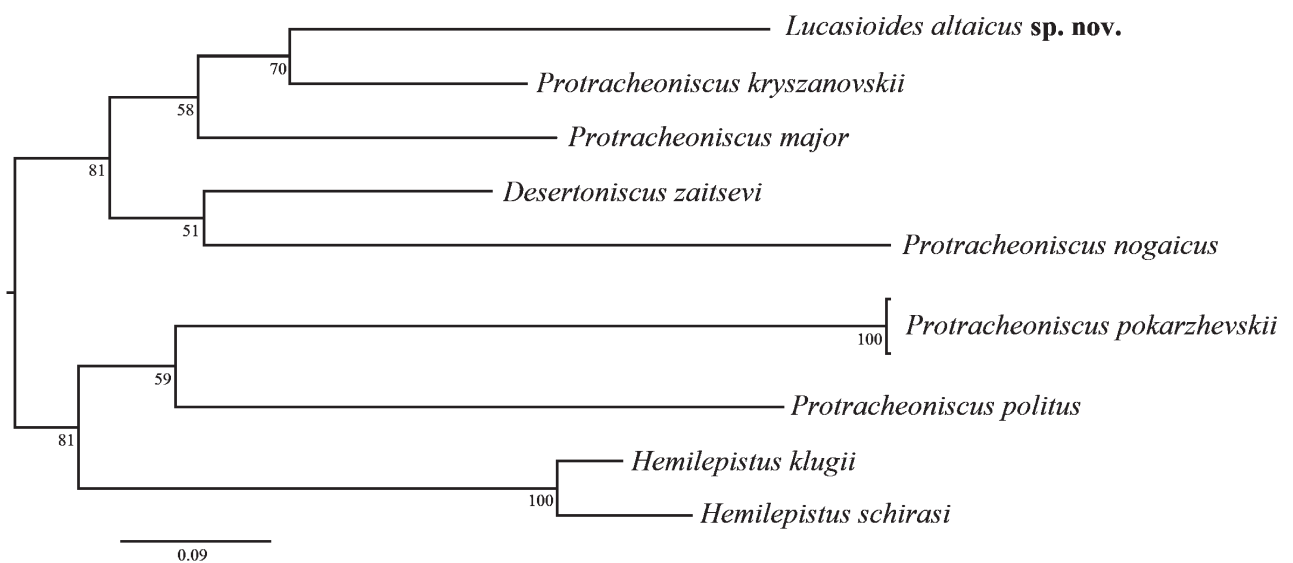 Lucasioides altaicus sp. nov.
70
Protracheoniscus kryszanovskii
58
Protracheoniscus major
81
Desertoniscus zaitsevi
51
Protracheoniscus nogaicus
Protracheoniscus pokarzhevskii
100
59
Protracheoniscus politus
81
Hemilepistus klugii
100
Hemilepistus schirasi
0.09